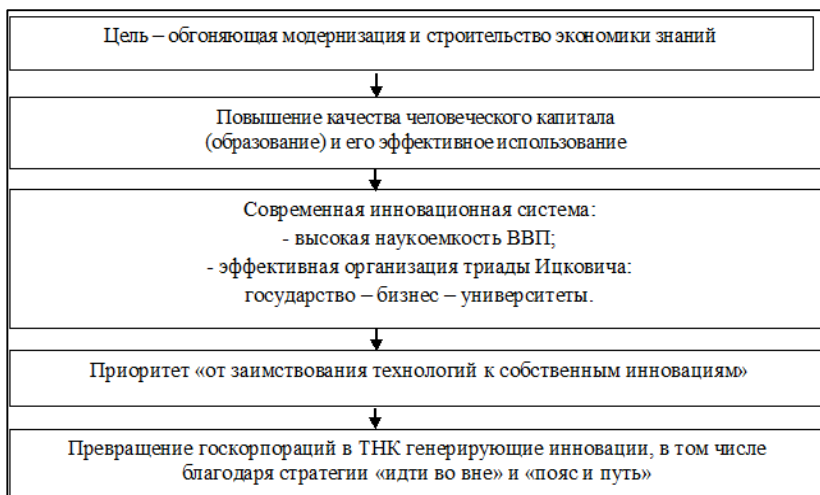 Цель – обгоняющая модернизация и строительство экономики знаний
Повышение качества человеческого капитала
(образование) и его эффективное использование
Современная инновационная система:
- высокая наукоемкость ВВП;
- эффективная организация триады Ицковича:
государство – бизнес – университеты.
Приоритет «от заимствования технологий к собственным инновациям»
Превращение госкорпораций в ТНК генерирующие инновации, в том числе
благодаря стратегии «идти во вне» и «пояс и путь»